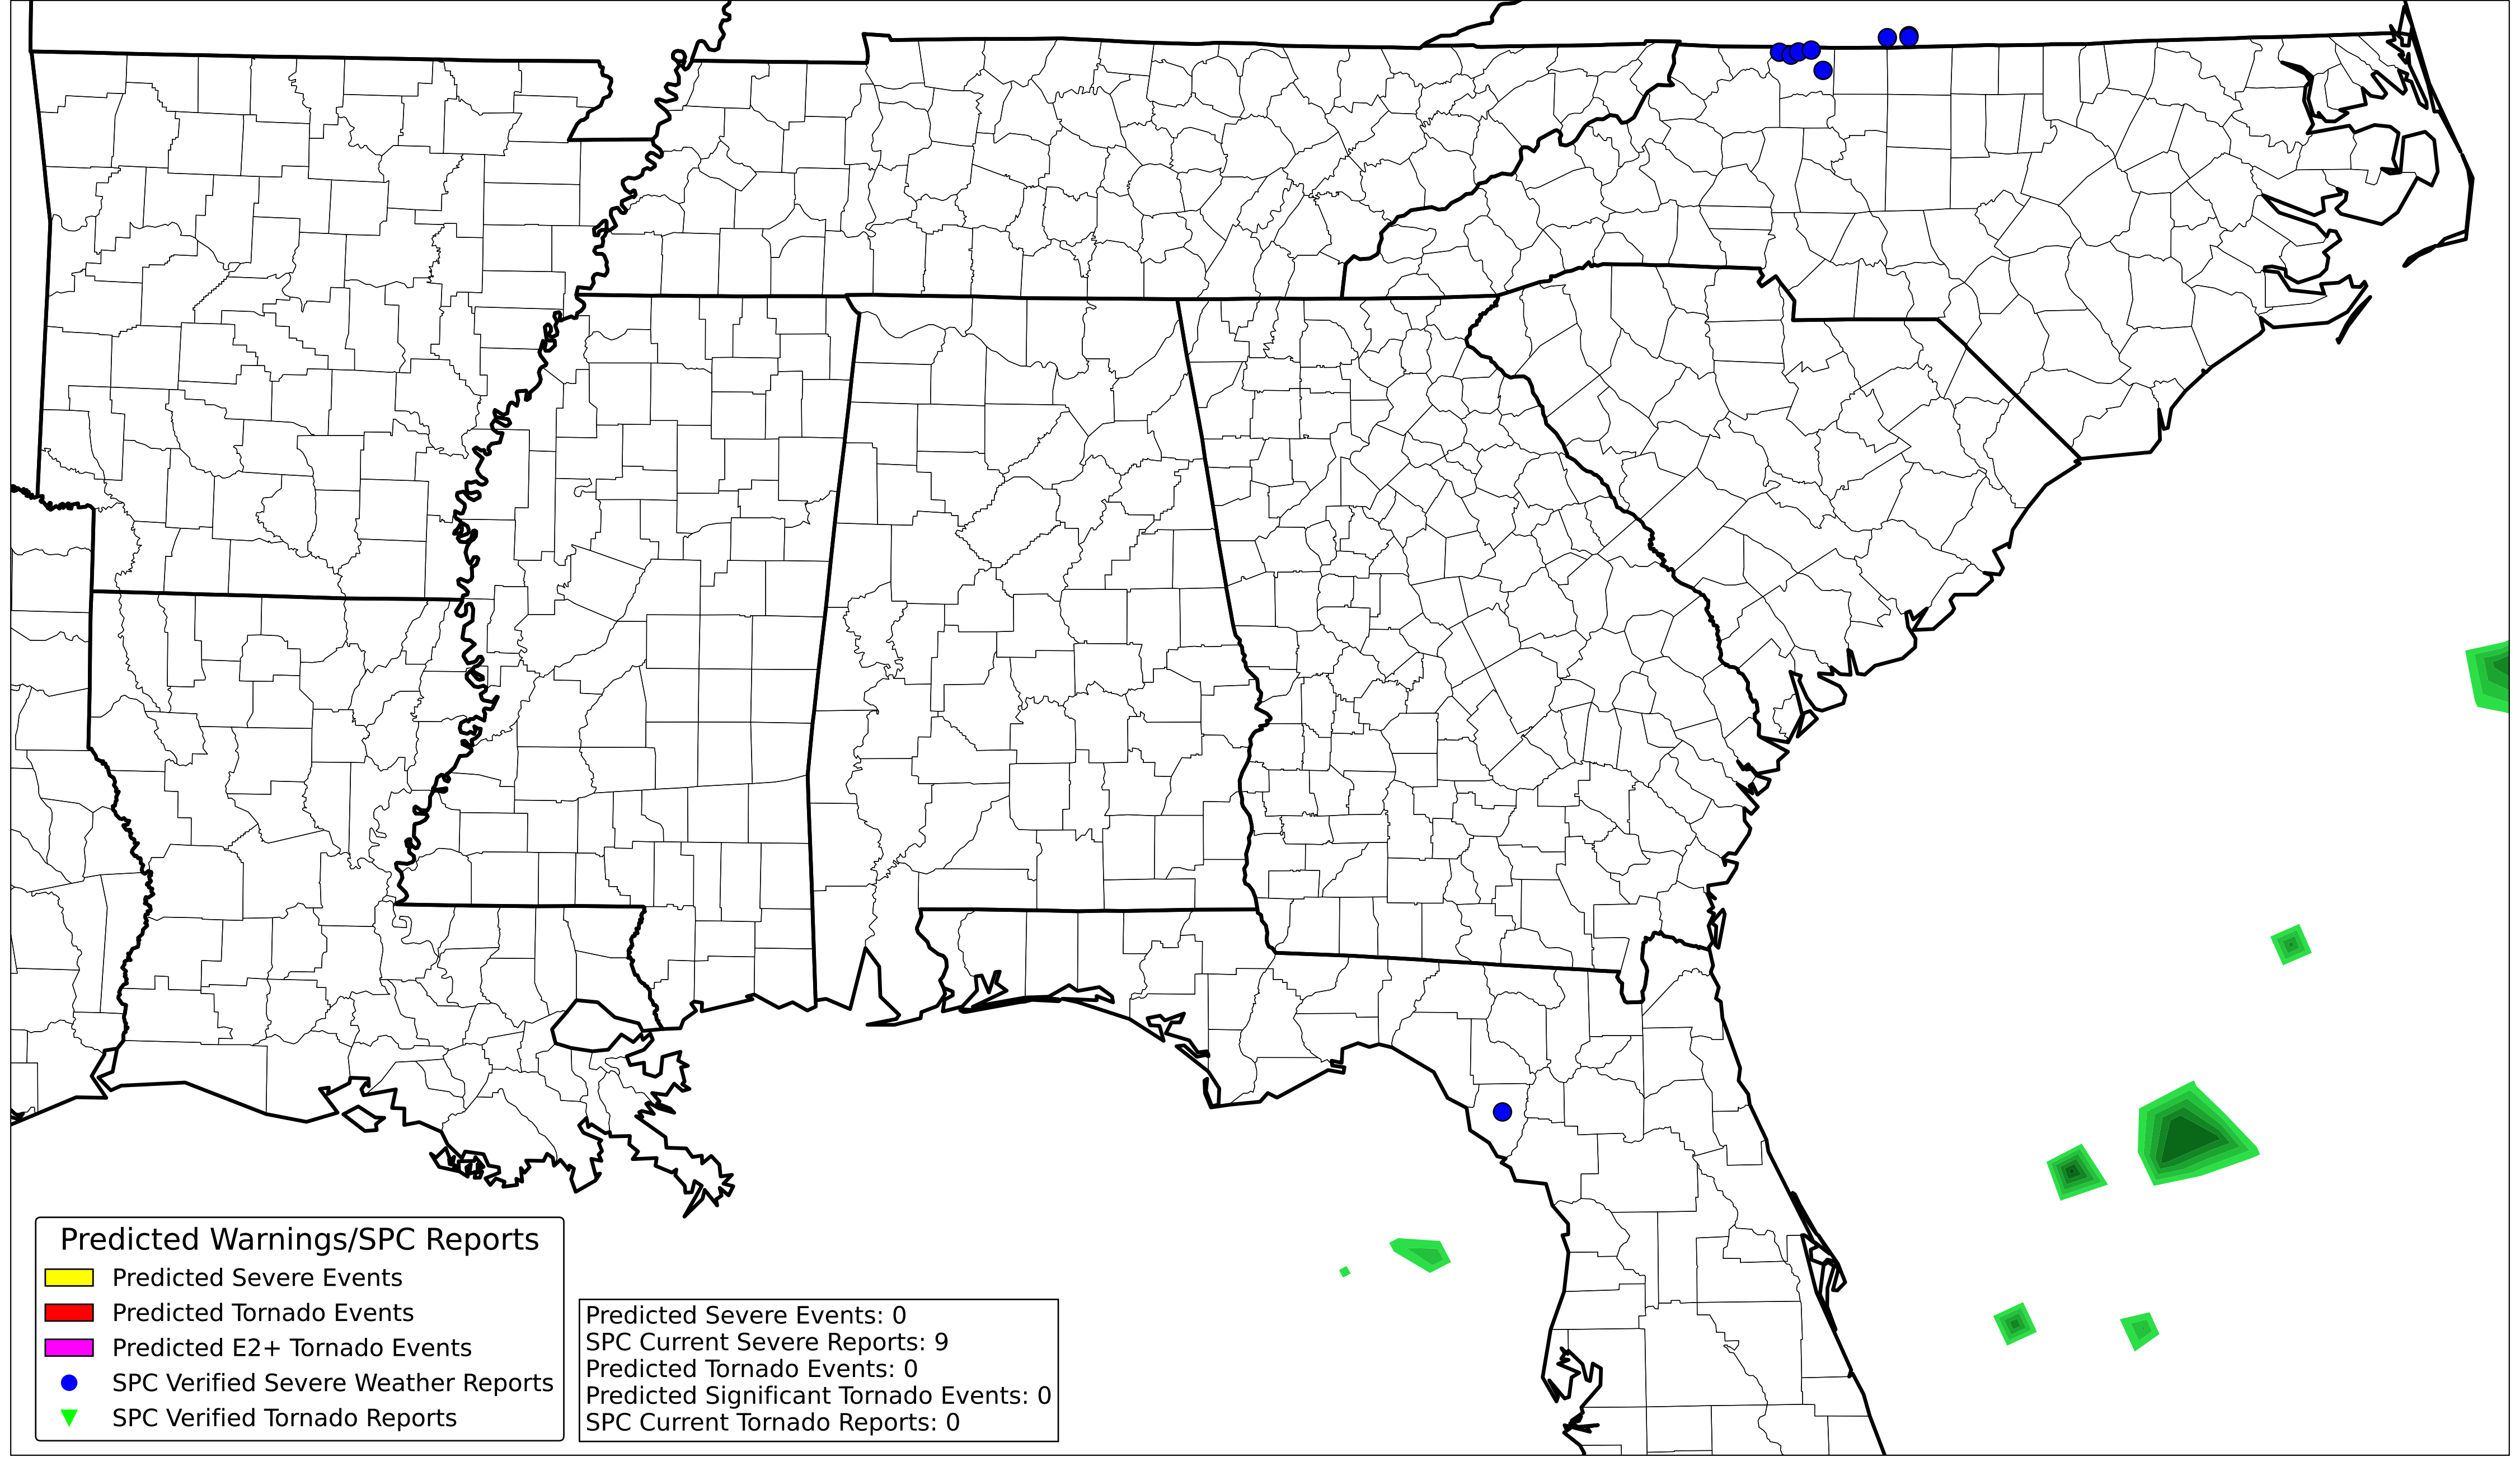 Predicted Warnings/SPC Reports
Predicted Severe Events
Predicted Tornado Events
Predicted E2+ Tornado Events
SPC Verified Severe Weather Reports
SPC Verified Tornado Reports
Predicted Severe Events: 0
SPC Current Severe Reports: 9
Predicted Tornado Events: 0
Predicted Significant Tornado Events: 0
SPC Current Tornado Reports: 0